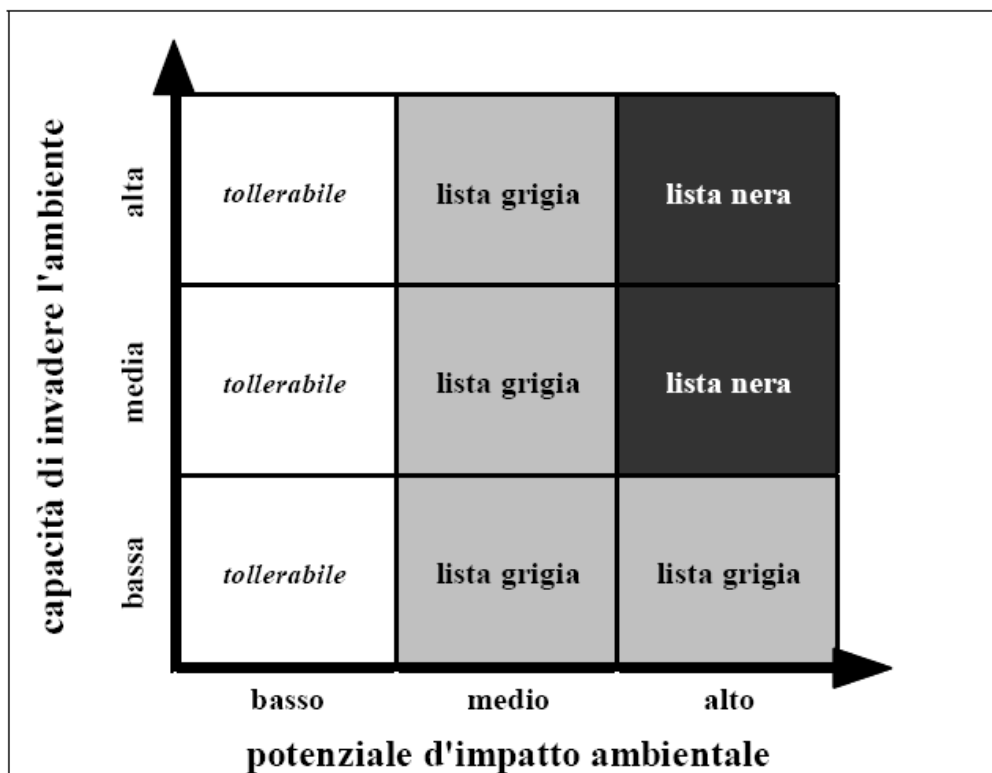 capacità di invadere l'ambiente
alta
tollerabile
lista grigia
lista nera
media
tollerabile
lista grigia
lista nera
bassa
tollerabile
lista grigia
lista grigia
basso
medio
alto
potenziale d'impatto ambientale